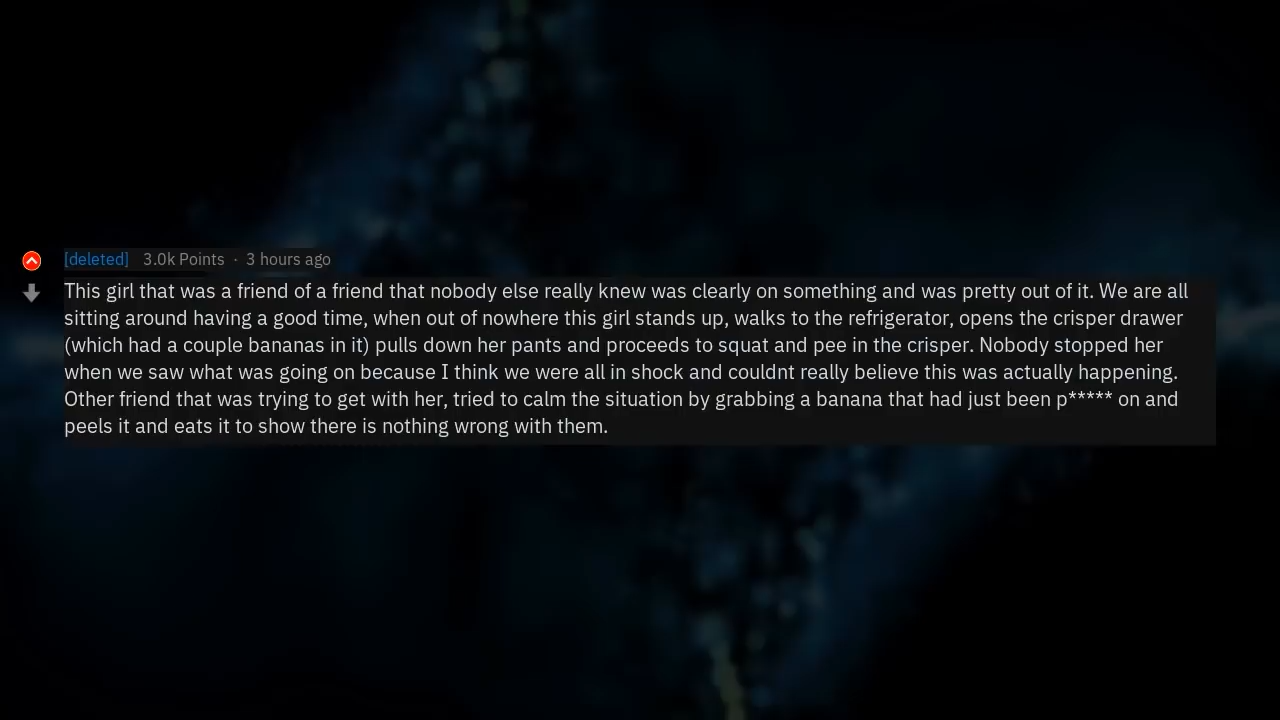 [deleted] 3.0k Points · 3 hours ago
This girl that was a friend of a friend that nobody else really knew was clearly on something and was pretty out of it. We are all
sitting around having a good time, when out of nowhere this girl stands up, walks to the refrigerator, opens the crisper drawer
(which had a couple bananas in it) pulls down her pants and proceeds to squat and pee in the crisper. Nobody stopped her
when we saw what was going on because I think we were all in shock and couldnt really believe this was actually happening.
Other friend that was trying to get with her, tried to calm the situation by grabbing a banana that had just been p***** on and
peels it and eats it to show there is nothing wrong with them.